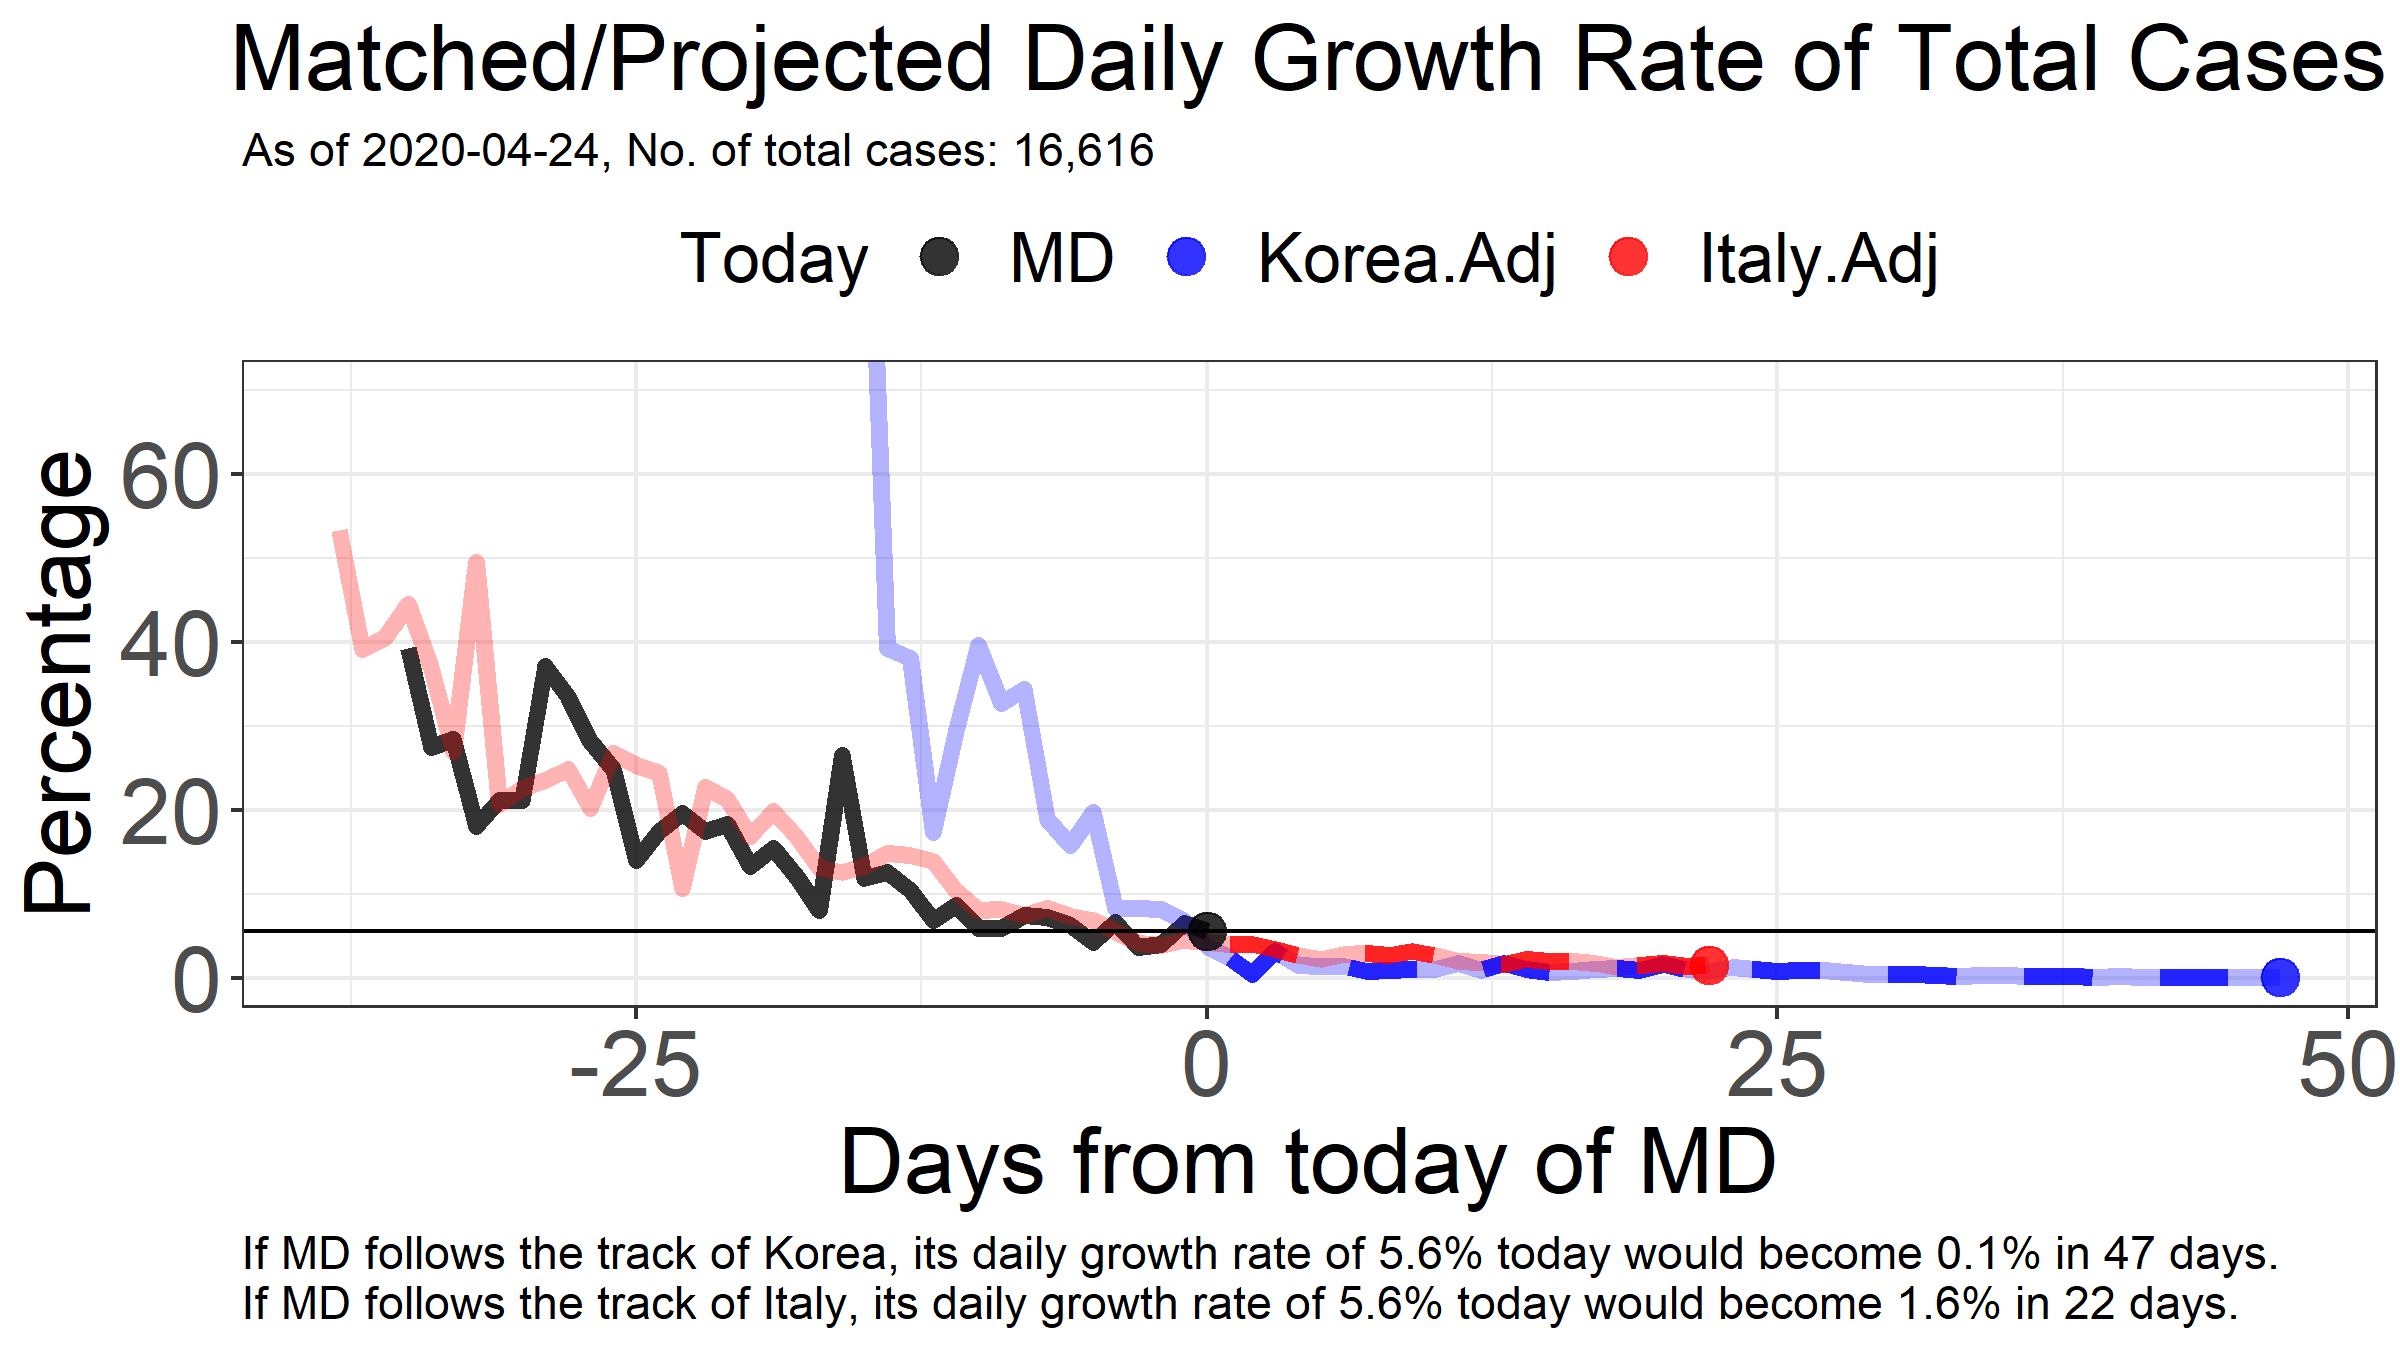 Matched/Projected Daily Growth Rate of Total Cases
As of 2020-04-24, No. of total cases: 16,616
Today MD Korea.Adj Italy.Adj
Percentage
60
40
20
0
-25 0 25 50
Days from today of MD
If MD follows the track of Korea, its daily growth rate of 5.6% today would become 0.1% in 47 days.
If MD follows the track of Italy, its daily growth rate of 5.6% today would become 1.6% in 22 days.